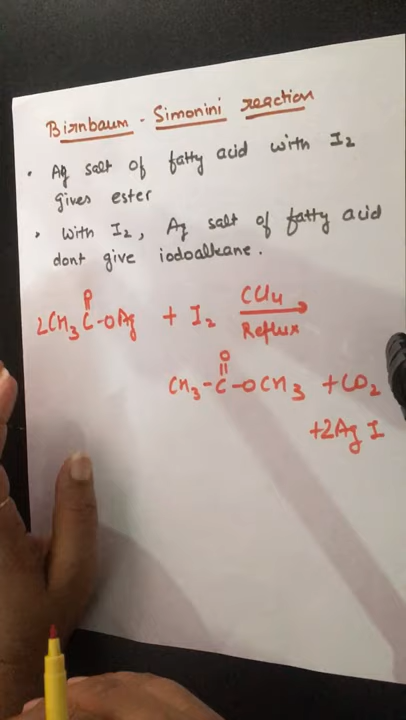 Birnbaum - Simonini reaction
• Ag salt of fatty acid with I2
gives ester
• with I2, Ag salt of fatty acid
dont give iodoalkane.
O
2CH3C-OAg + I2 CCl4
Reflux
O
CH3-C-OCH3 +CO2
+2Ag I